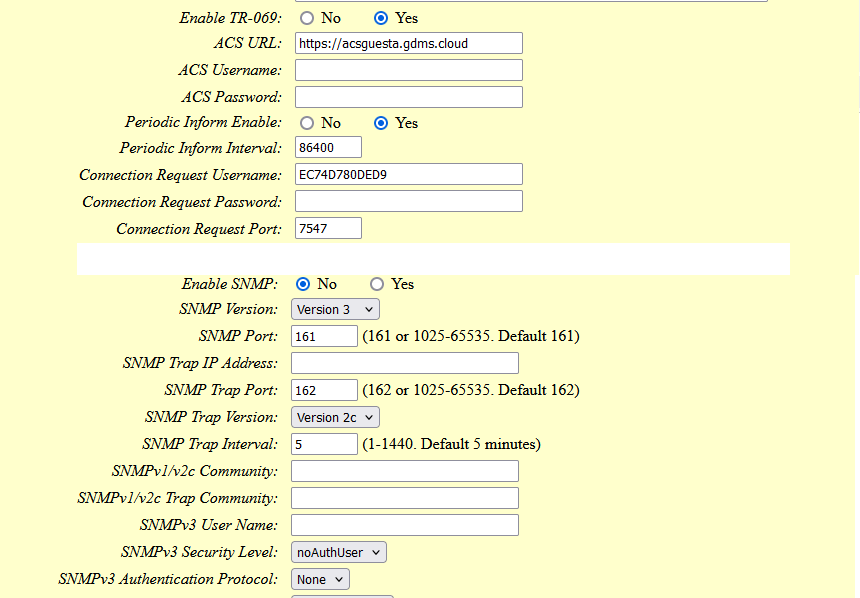 Enable TR-069: No Yes
ACS URL: https://acsguesta.gdms.cloud
ACS Username:
ACS Password:
Periodic Inform Enable: No Yes
Periodic Inform Interval: 86400
Connection Request Username: EC74D780DED9
Connection Request Password:
Connection Request Port: 7547
Enable SNMP: No Yes
SNMP Version: Version 3
SNMP Port: 161 (161 or 1025-65535. Default 161)
SNMP Trap IP Address:
SNMP Trap Port: 162 (162 or 1025-65535. Default 162)
SNMP Trap Version: Version 2c
SNMP Trap Interval: 5 (1-1440. Default 5 minutes)
SNMPv1/v2c Community:
SNMPv1/v2c Trap Community:
SNMPv3 User Name:
SNMPv3 Security Level: noAuthUser
SNMPv3 Authentication Protocol: None